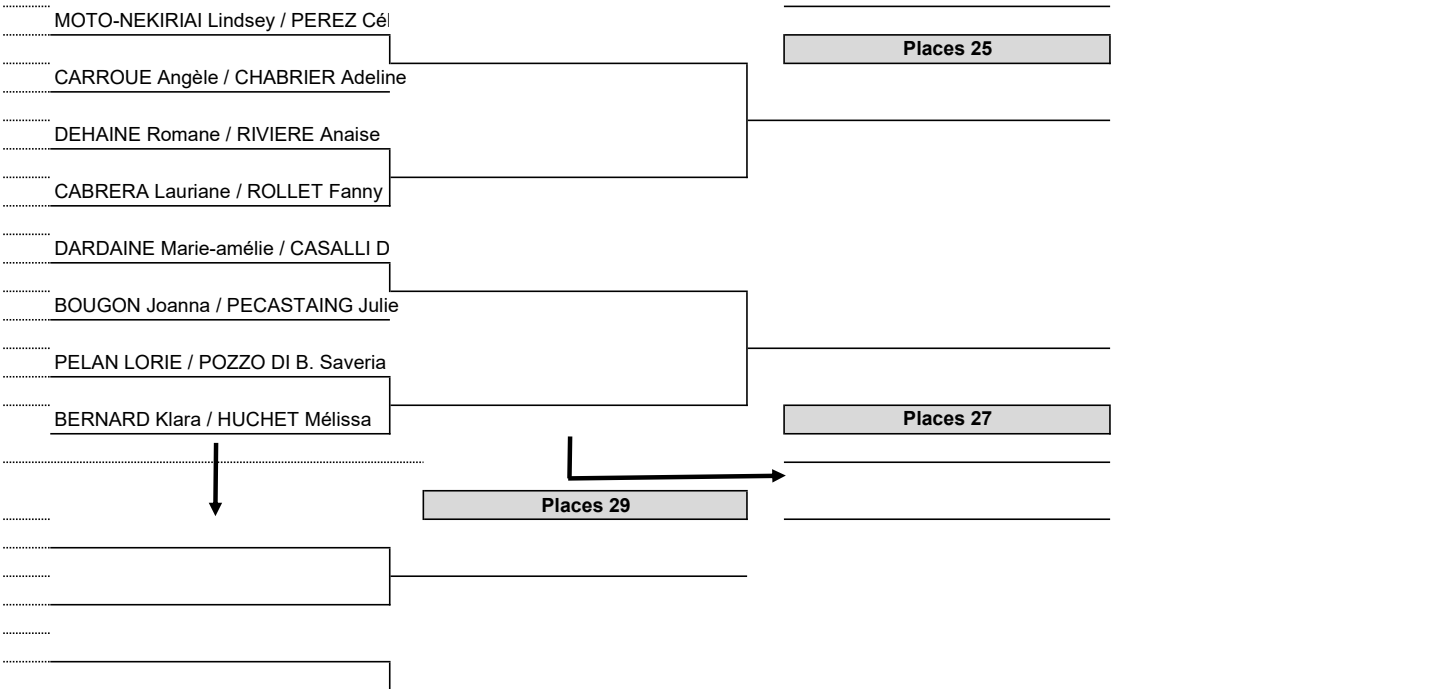 MOTO-NEKIRIAI Lindsey / PEREZ Cél
Places 25
CARROUE Angèle / CHABRIER Adeline
DEHAINE Romane / RIVIERE Anaise
CABRERA Lauriane / ROLLET Fanny
DARDAINE Marie-amélie / CASALLI D
BOUGON Joanna / PECASTAING Julie
PELAN LORIE / POZZO DI B. Saveria
BERNARD Klara / HUCHET Mélissa
Places 27
Places 29